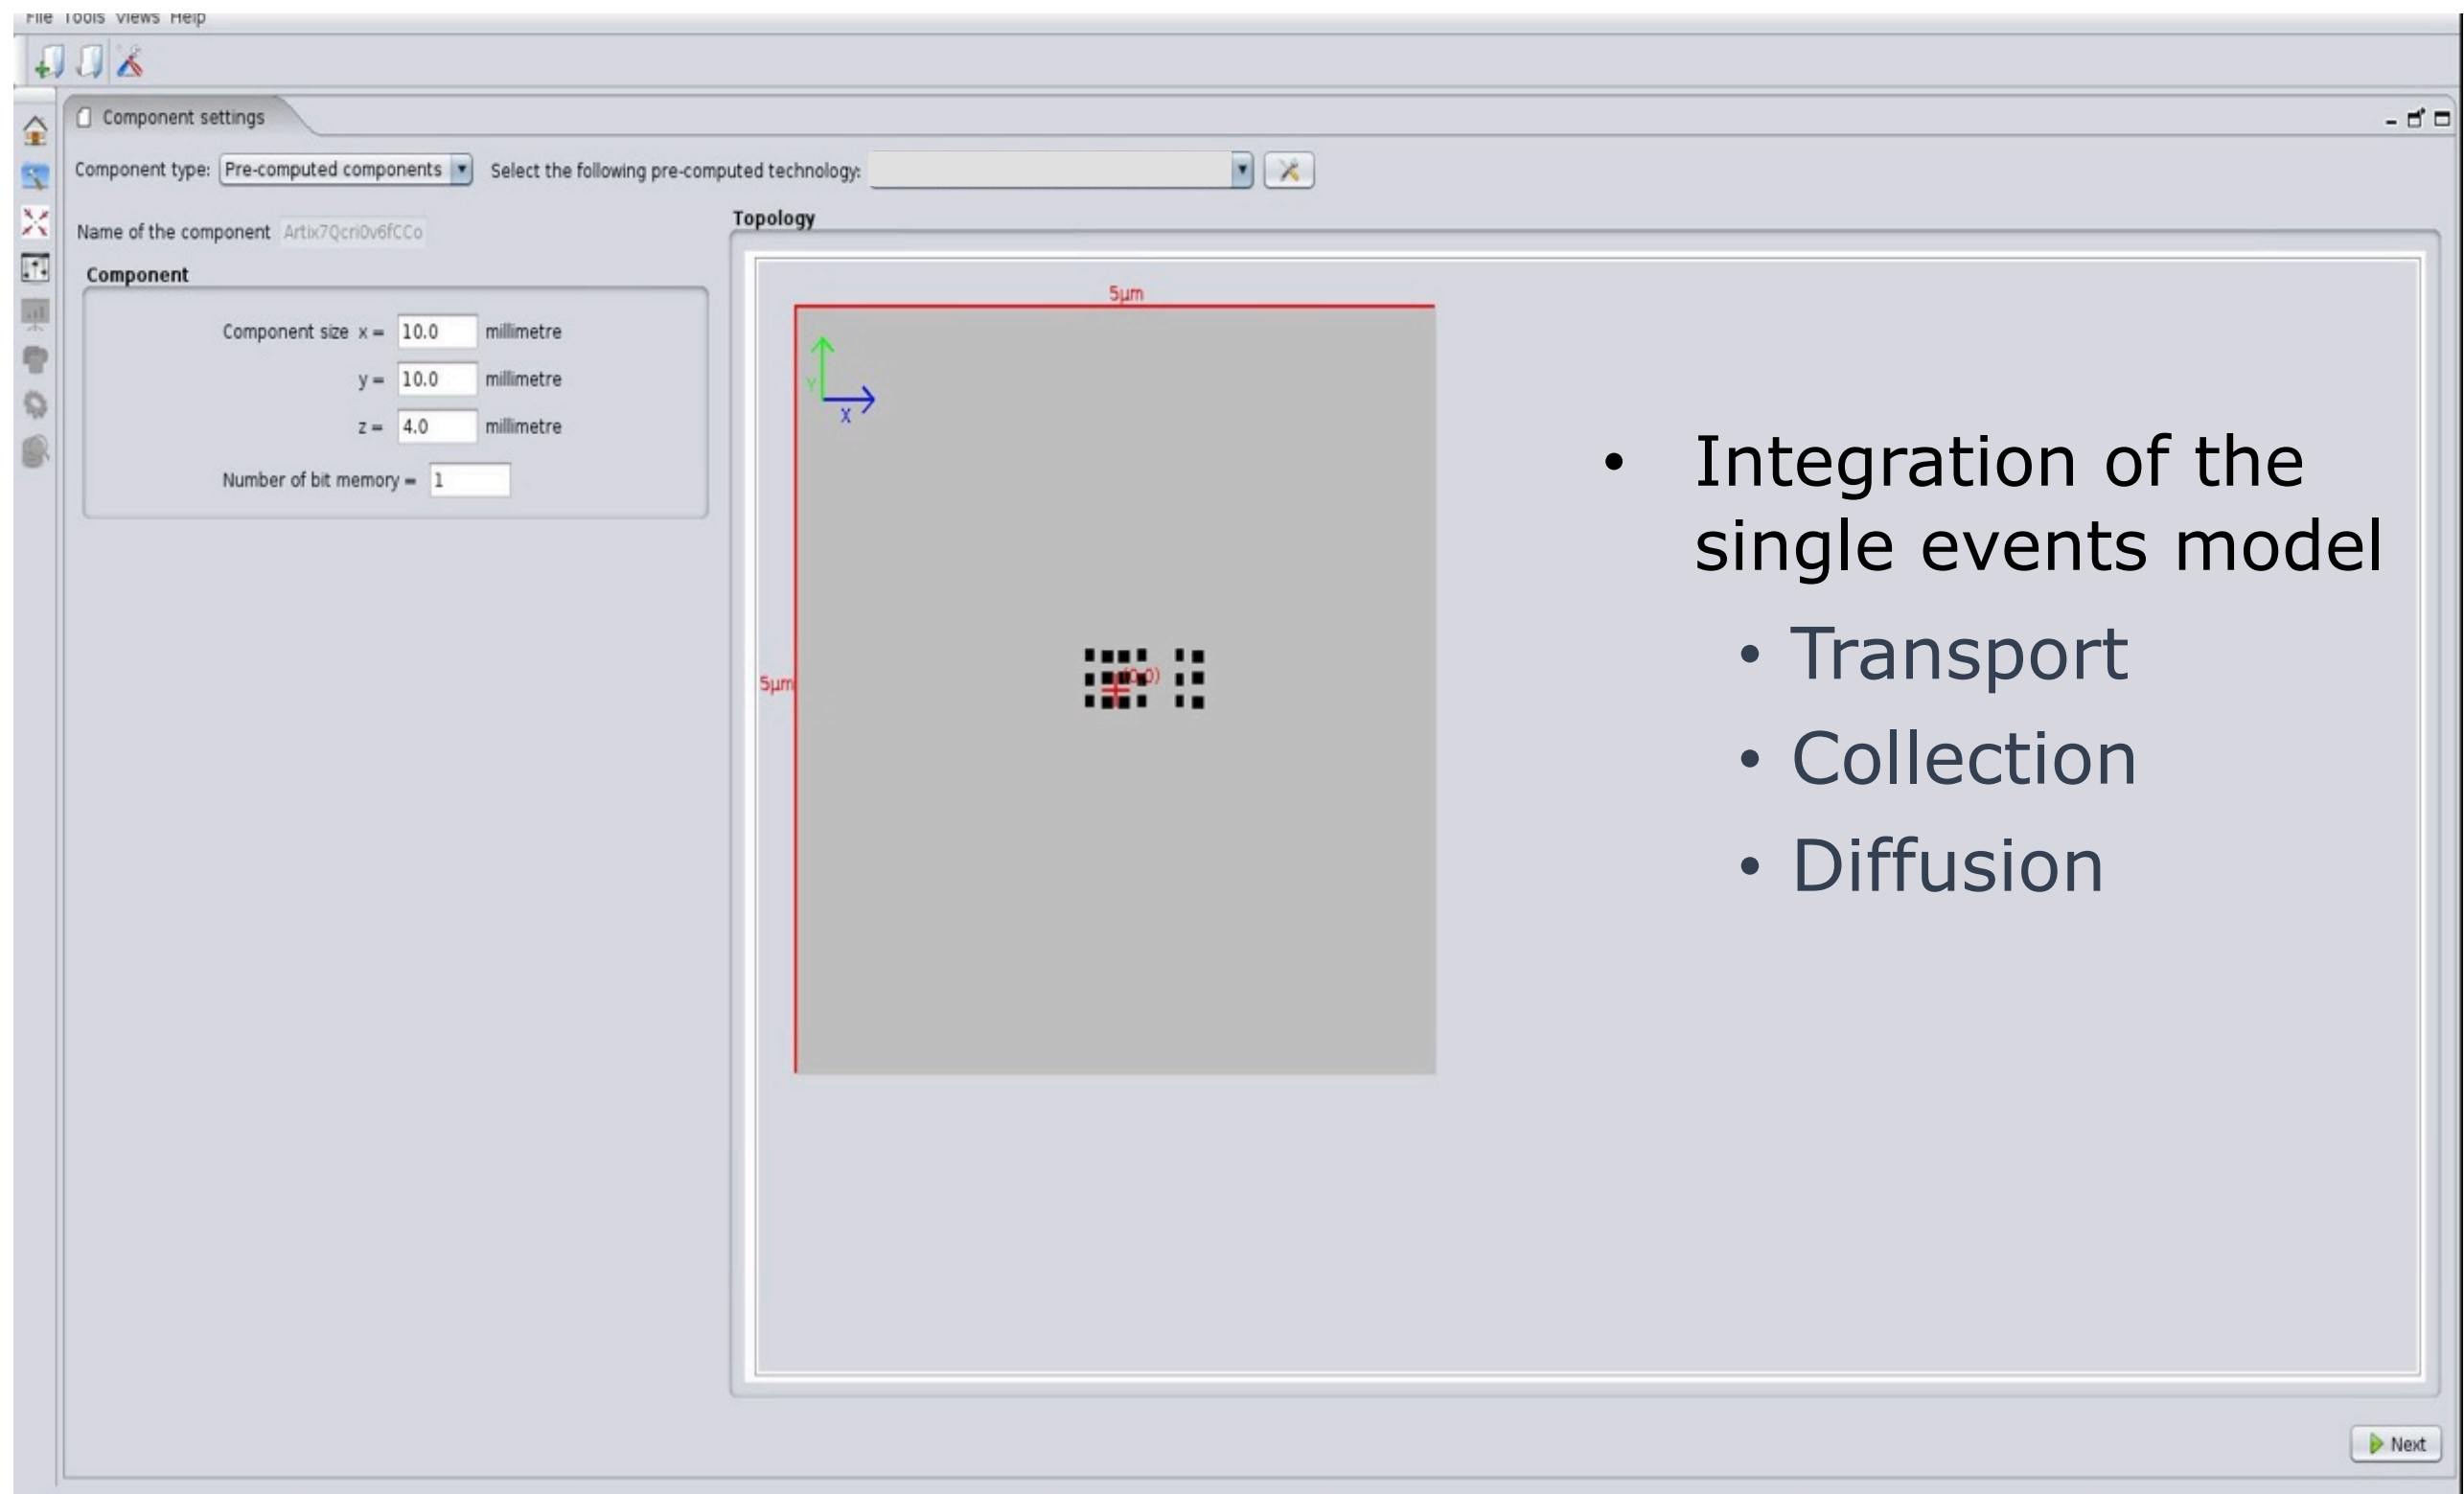 File Tools Views Help
Component settings
Component type: Pre-computed components Select the following pre-computed technology:
Name of the component Artix7Qcri0v6fCCo
Topology
Component
Component size x = 10.0 millimetre
y = 10.0 millimetre
z = 4.0 millimetre
Number of bit memory = 1
5µm
Y
X
5µm
(0,0)
• Integration of the
single events model
• Transport
• Collection
• Diffusion
Next